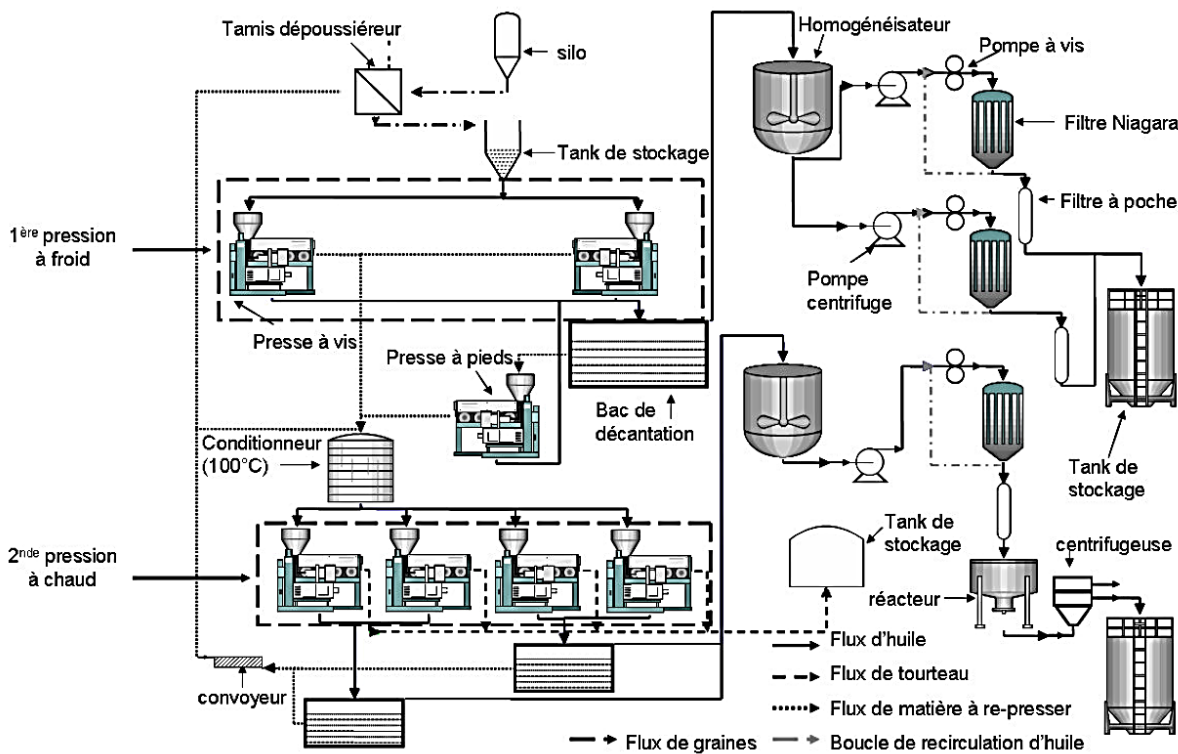 Tamis dépoussiéreur
silo
Tank de stockage
Homogénéisateur
Pompe à vis
Filtre Niagara
Filtre à poche
1ère pression
à froid
Presse à vis
Pompe
centrifuge
Presse à pieds
Bac de
décantation
Tank de
stockage
Conditionneur
(100°C)
2nde pression
à chaud
Tank de
stockage
centrifugeuse
réacteur
convoyeur
Flux d'huile
Flux de tourteau
Flux de matière à re-presser
Flux de graines
Boucle de recirculation d'huile